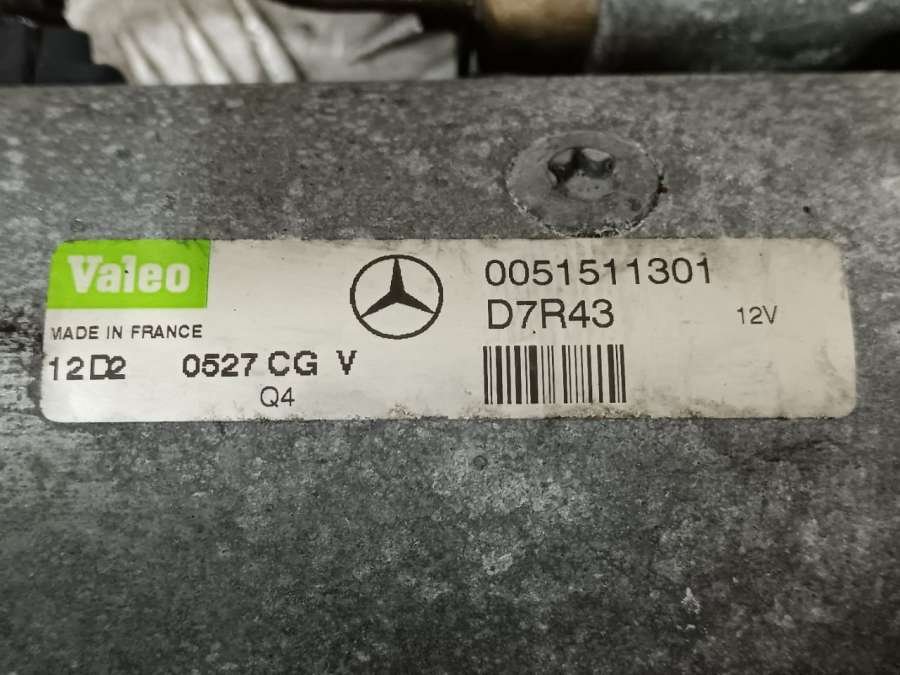 Valeo
MADE IN FRANCE
12D2 0527 CG V
Q4
0051511301
D7R43
12V